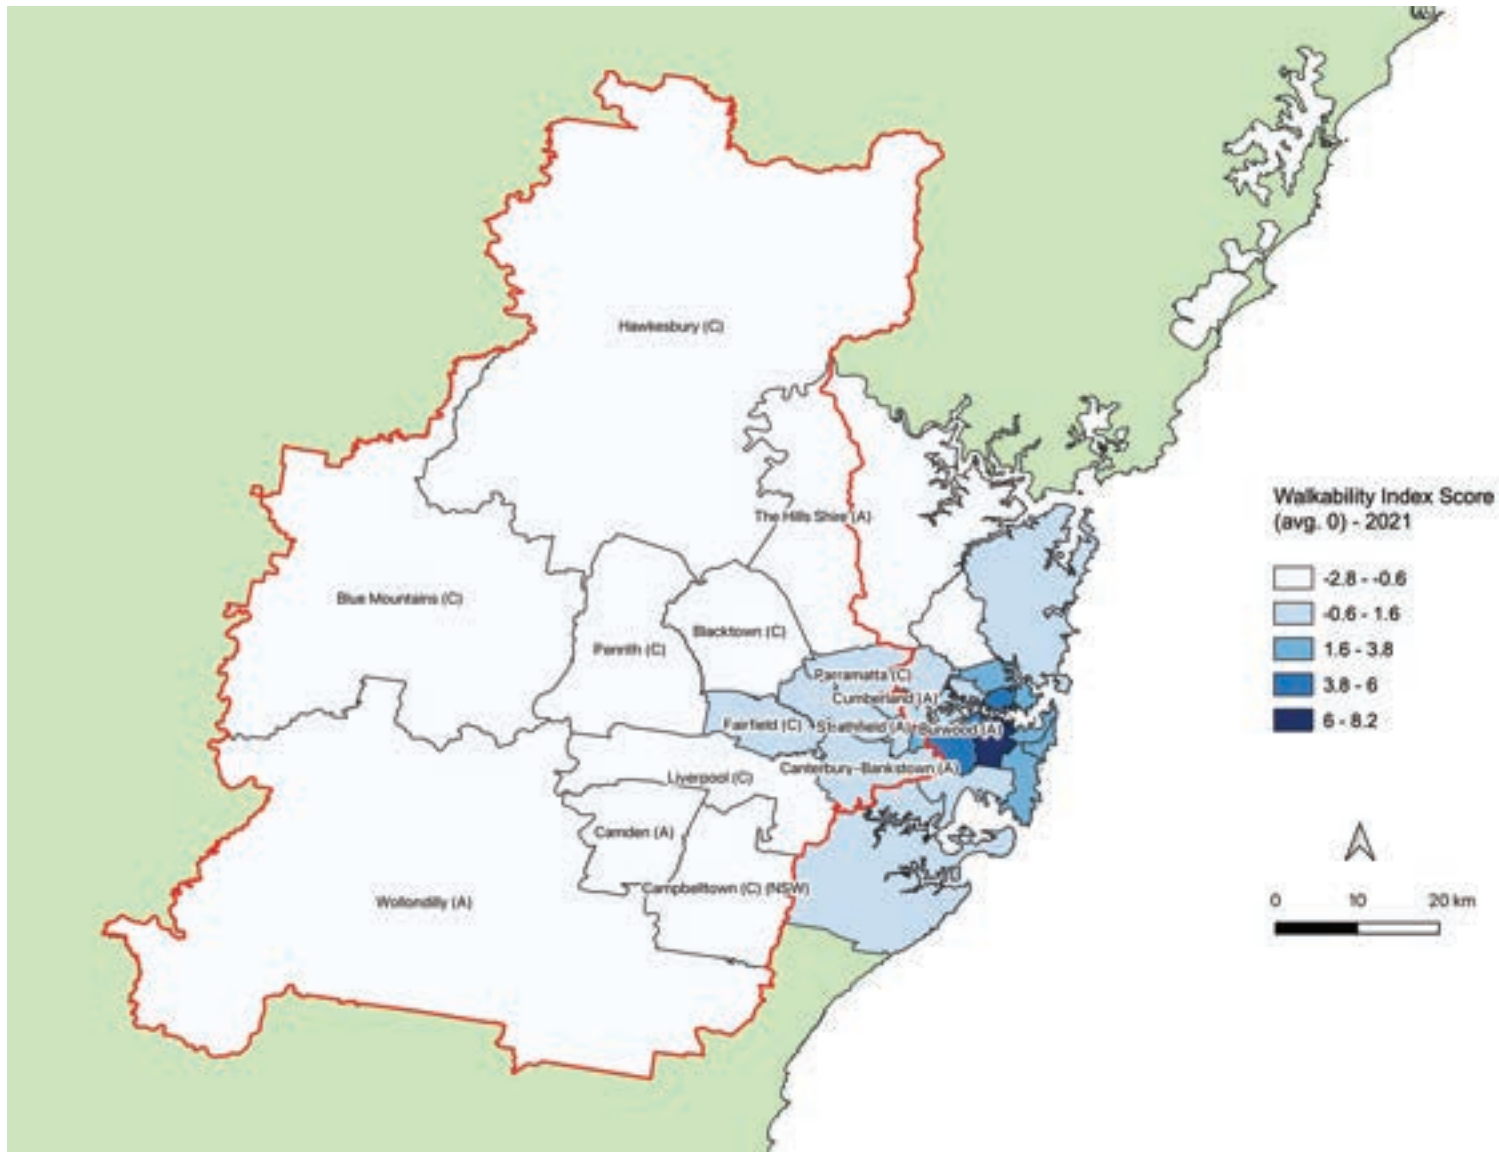 Hawkesbury (C)
Walkability Index Score
(avg. 0) - 2021
The Hills Shire (A)
-2.8 - -0.6
Blue Mountains (C)
-0.6 - 1.6
Blacktown (C)
Penrith (C)
1.6 - 3.8
Parramatta (C)
3.8 - 6
Cumberland (A)
6 - 8.2
Fairfield (C)
Strathfield (A)
Burwood (A)
Canterbury-Bankstown (A)
Liverpool (C)
Camden (A)
Campbelltown (C) (NSW)
Wollondilly (A)
0 10 20 km